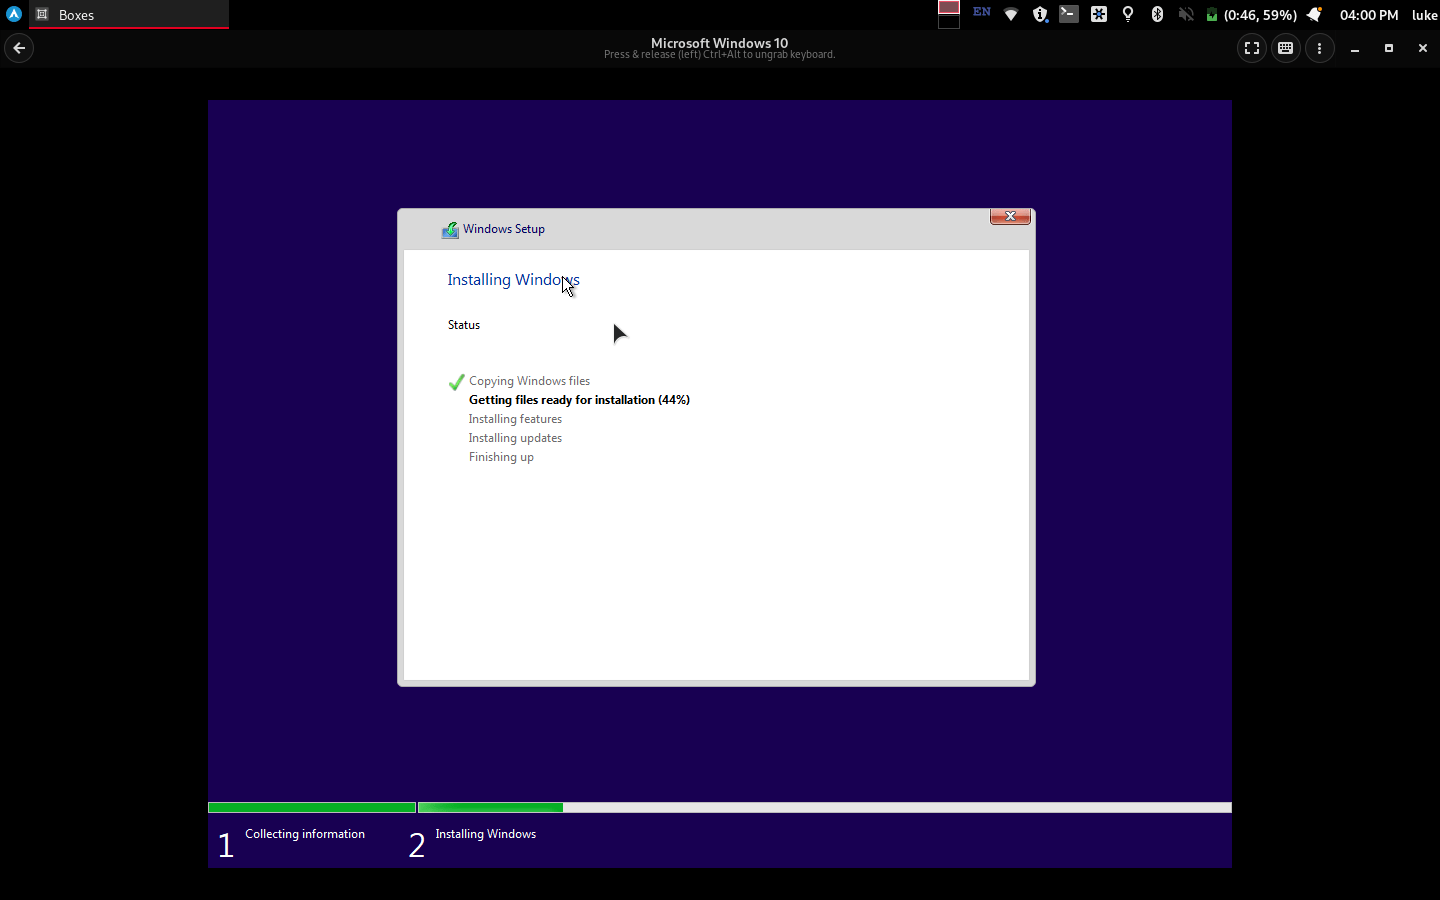 Boxes
EN
(0:46, 59%)
04:00 PM
luke
Microsoft Windows 10
Press & release (left) Ctrl+Alt to ungrab keyboard.
Windows Setup
Installing Windows
Status
Copying Windows files
Getting files ready for installation (44%)
Installing features
Installing updates
Finishing up
1 Collecting information
2 Installing Windows